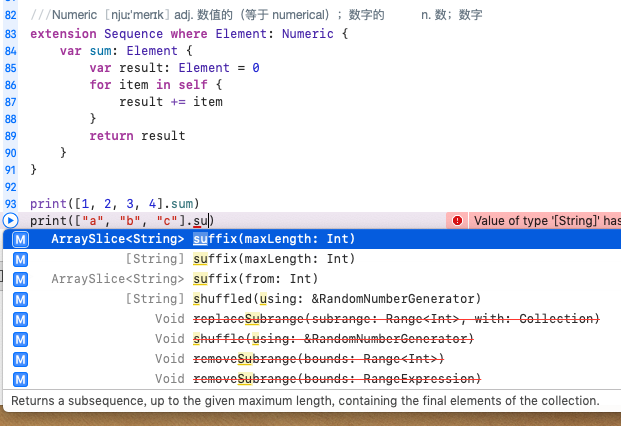 82 ///Numeric [njuːˈmerɪk] adj. 数值的（等于 numerical）；数字的 n. 数；数字
83 extension Sequence where Element: Numeric {
84 var sum: Element {
85 var result: Element = 0
86 for item in self {
87 result += item
88 }
89 return result
90 }
91 }
92
93 print([1, 2, 3, 4].sum)
print(["a", "b", "c"].su) Value of type '[String]' has
M ArraySlice<String> suffix(maxLength: Int)
M [String] suffix(maxLength: Int)
M ArraySlice<String> suffix(from: Int)
M [String] shuffled(using: &RandomNumberGenerator)
M Void replaceSubrange(subrange: Range<Int>, with: Collection)
M Void shuffle(using: &RandomNumberGenerator)
M Void removeSubrange(bounds: Range<Int>)
M Void removeSubrange(bounds: RangeExpression)
Returns a subsequence, up to the given maximum length, containing the final elements of the collection.